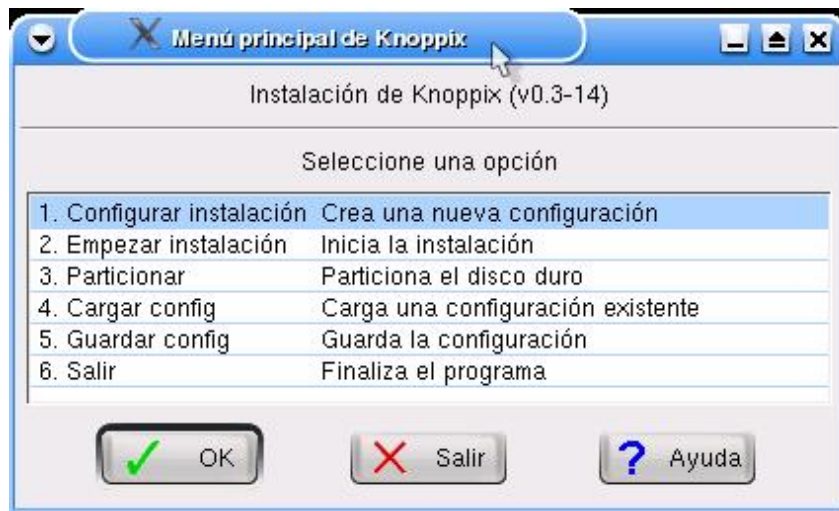 Menú principal de Knoppix
Instalación de Knoppix (v0.3-14)
Seleccione una opción
1. Configurar instalación Crea una nueva configuración
2. Empezar instalación Inicia la instalación
3. Particionar Particiona el disco duro
4. Cargar config Carga una configuración existente
5. Guardar config Guarda la configuración
6. Salir Finaliza el programa
OK Salir Ayuda